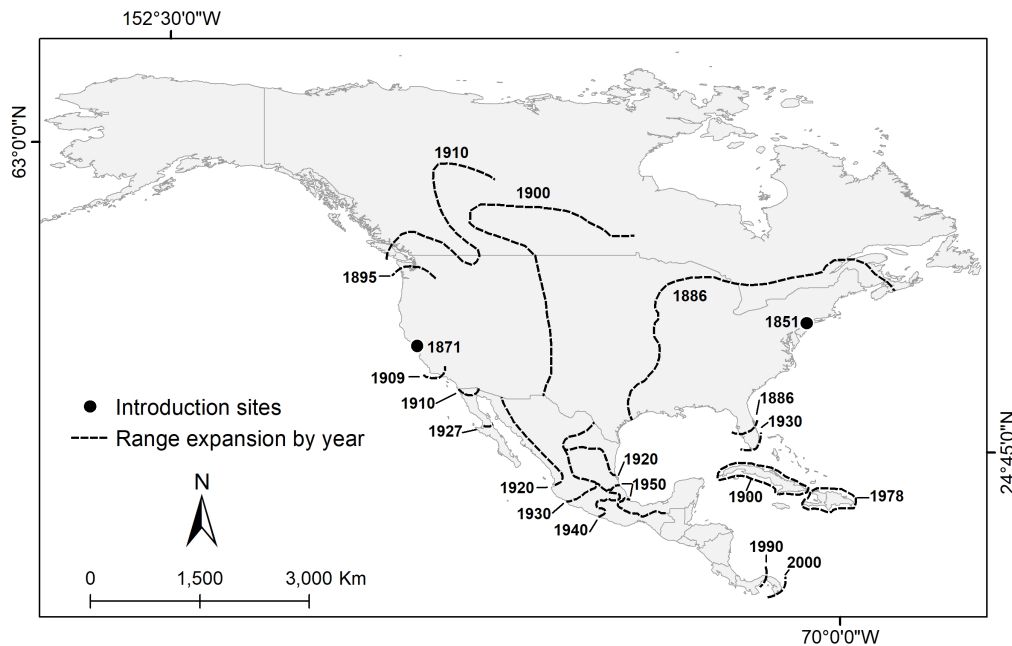 152°30'0"W
63°0'0"N
1910
1900
1895
1886
1851
1871
1909
1910
1886
1930
Introduction sites
Range expansion by year
1927
24°45'0"N
N
1920
1920
1950
1900
1978
1930
1940
1990
2000
0 1,500 3,000 Km
70°0'0"W